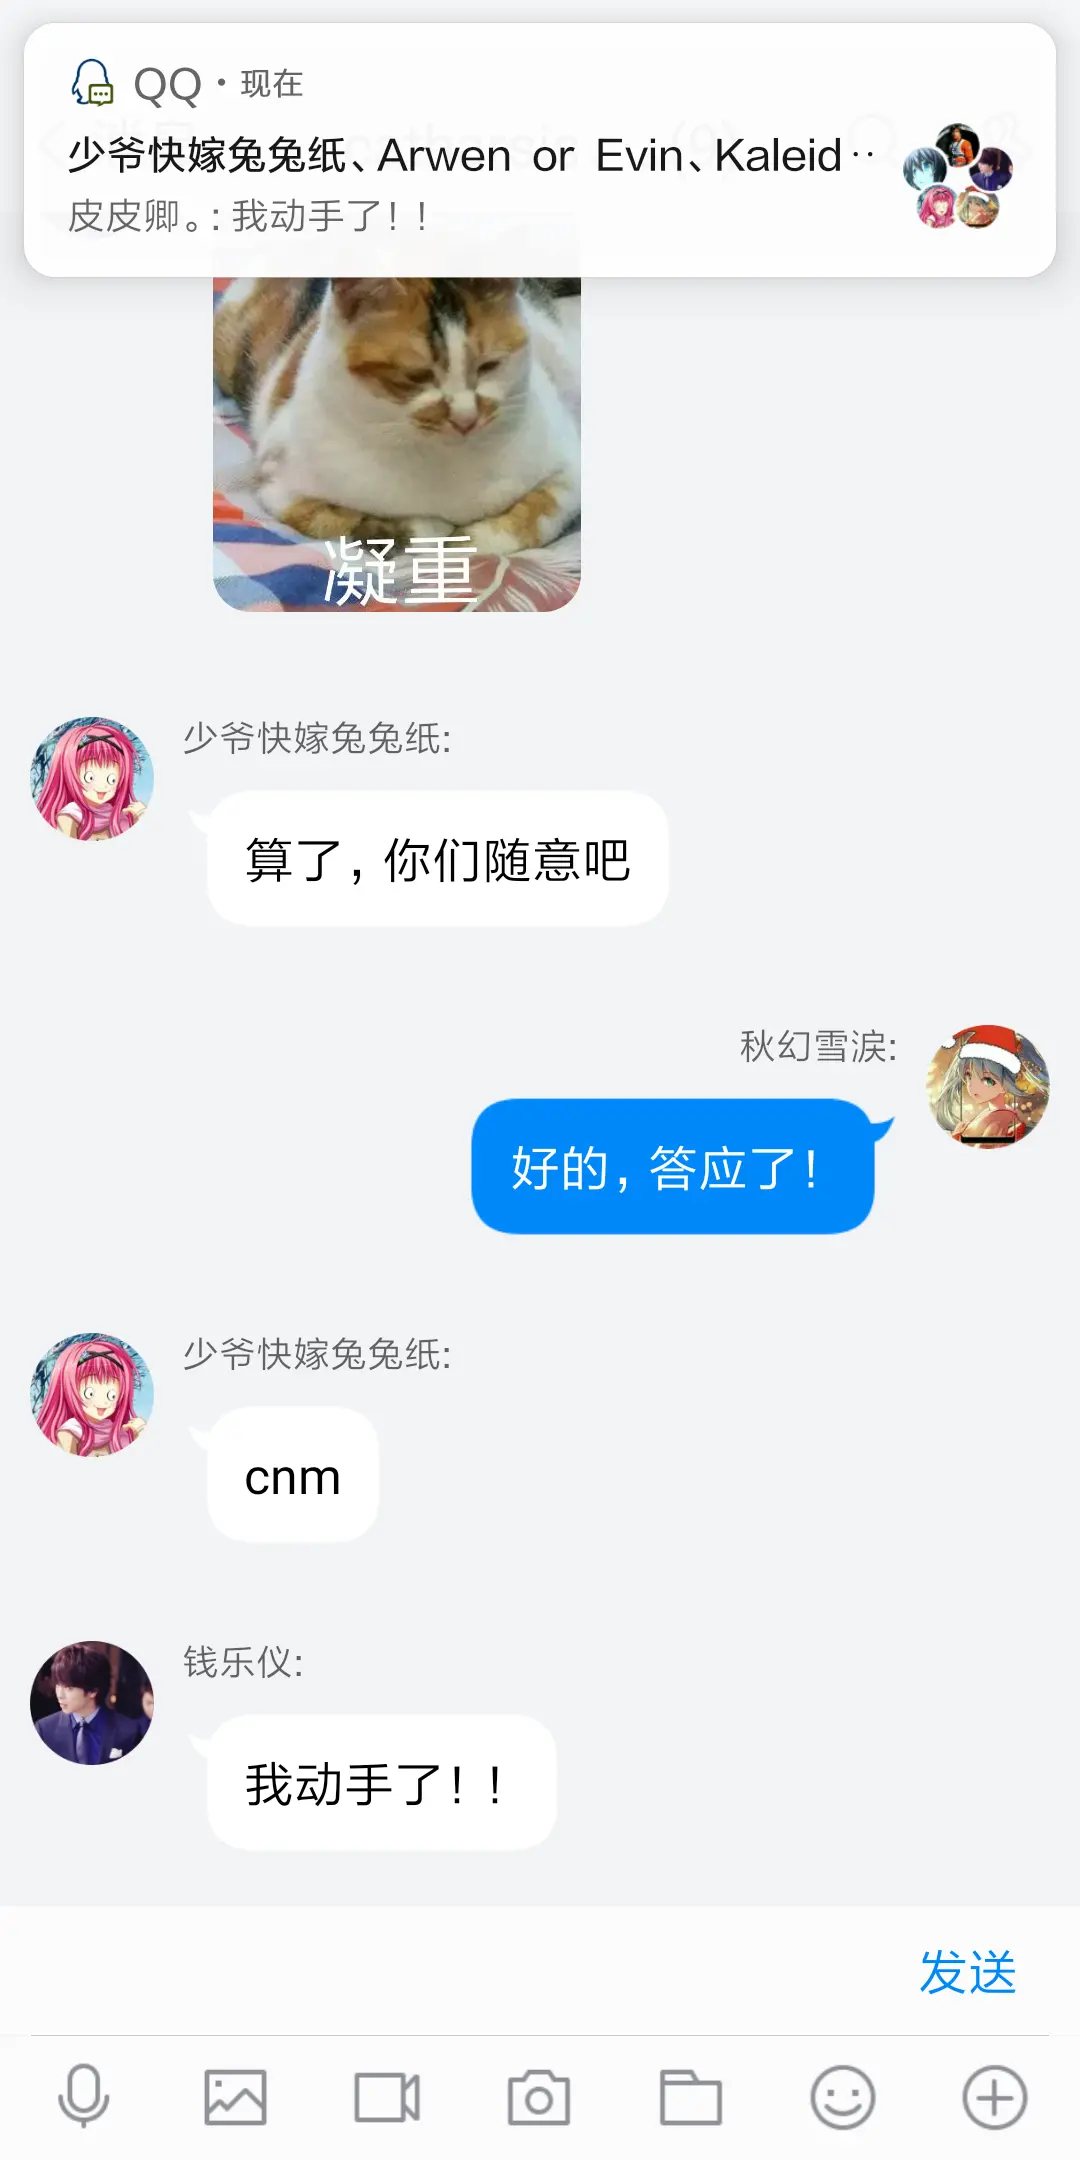 QQ · 现在
少爷快嫁兔兔纸、Arwen or Evin、Kaleid··
皮皮卿。: 我动手了！！
凝重
少爷快嫁兔兔纸:
算了，你们随意吧
秋幻雪涙:
好的，答应了！
少爷快嫁兔兔纸:
cnm
钱乐仪:
我动手了！！
发送